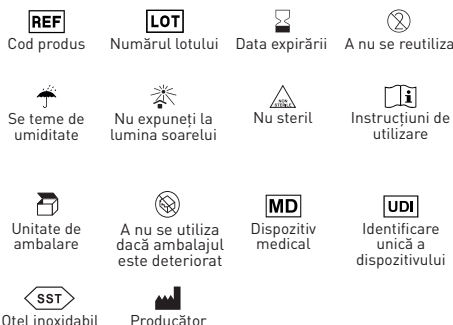 REF LOT
Cod produs Numărul lotului Data expirării A nu se reutiliza
NON STERILE
Se teme de umiditate
Nu expuneți la lumina soarelui
Nu steril
Instrucțiuni de utilizare
MD UDI
Unitate de ambalare
A nu se utiliza dacă ambalajul este deteriorat
Dispozitiv medical
Identificare unică a dispozitivului
SST
Oțel inoxidabil Producător